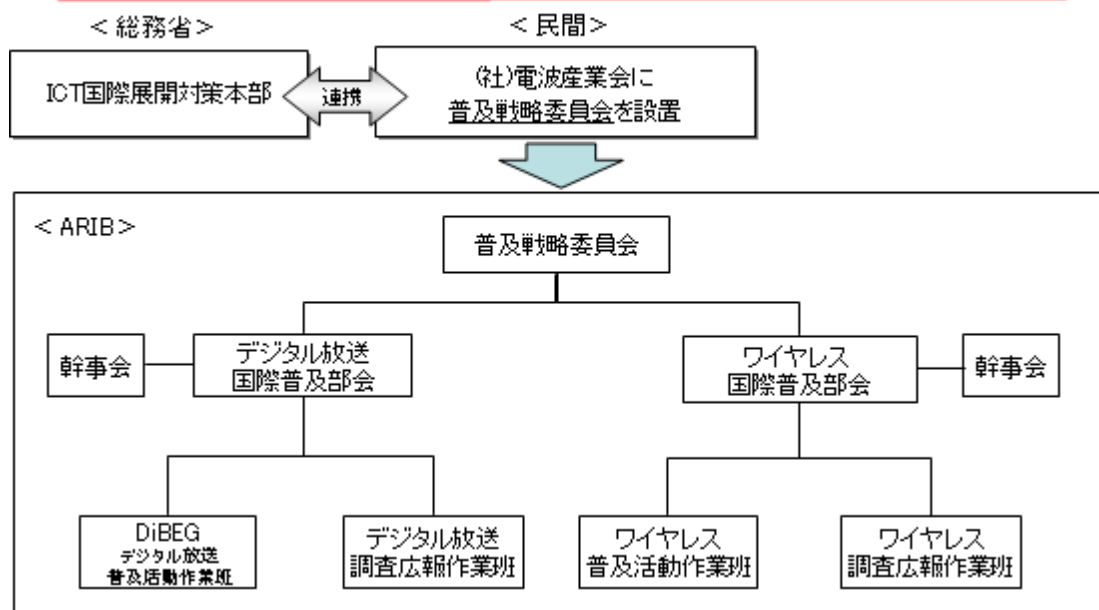 ＜総務省＞
＜民間＞
ICT国際展開対策本部
連携
(社)電波産業会に
普及戦略委員会を設置
＜ARIB＞
普及戦略委員会
幹事会
デジタル放送
国際普及部会
ワイヤレス
国際普及部会
幹事会
DiBEG
デジタル放送
普及活動作業班
デジタル放送
調査広報作業班
ワイヤレス
普及活動作業班
ワイヤレス
調査広報作業班